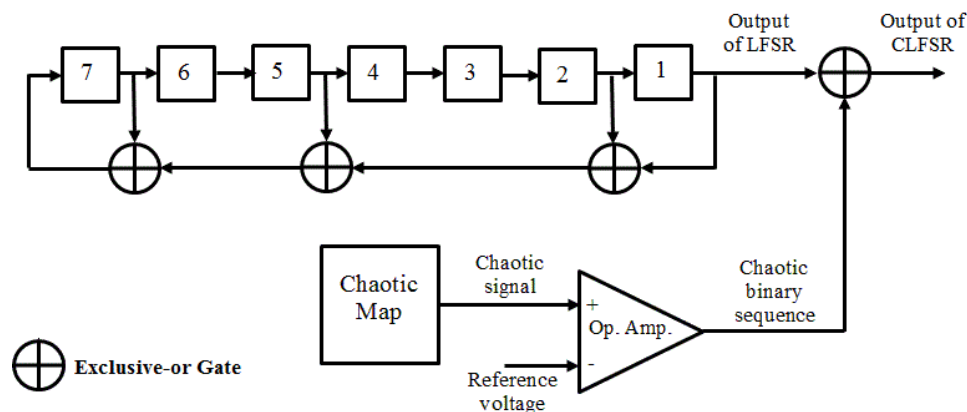 Output
of LFSR
Output of
CLFSR
7
6
5
4
3
2
1
Chaotic
Map
Chaotic
signal
+
Op. Amp.
-
Reference
voltage
Chaotic
binary
sequence
Exclusive-or Gate